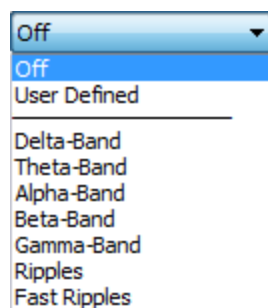 Off
Off
User Defined
Delta-Band
Theta-Band
Alpha-Band
Beta-Band
Gamma-Band
Ripples
Fast Ripples